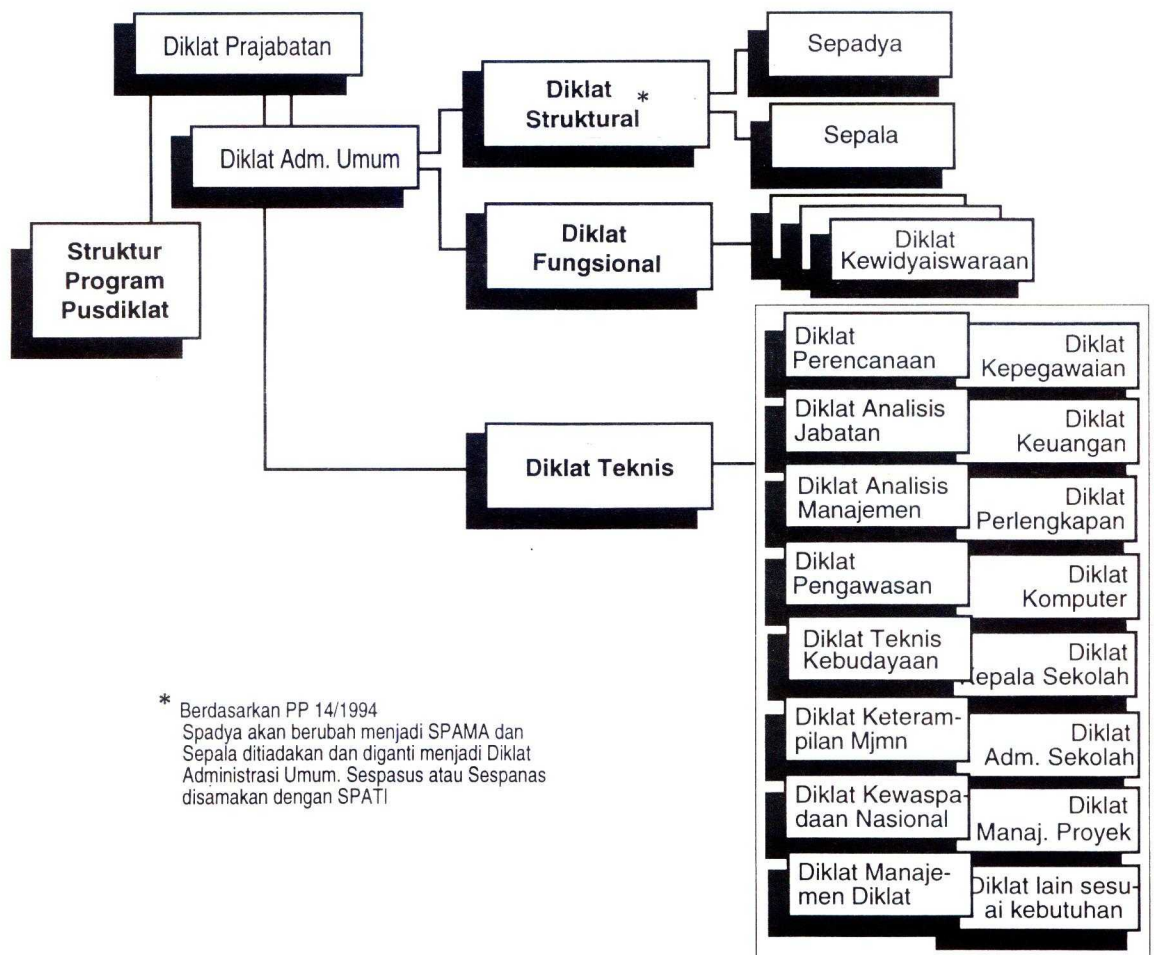 Diklat Prajabatan
Diklat Adm. Umum
Struktur
Program
Pusdiklat
Diklat
Struktural *
Sepadya
Sepala
Diklat
Fungsional
Diklat
Kewidyaiswaraan
Diklat Teknis
Diklat
Perencanaan
Diklat
Kepegawaian
Diklat Analisis
Jabatan
Diklat
Keuangan
Diklat Analisis
Manajemen
Diklat
Perlengkapan
Diklat
Pengawasan
Diklat
Komputer
Diklat Teknis
Kebudayaan
Diklat
Kepala Sekolah
Diklat Keteram-
pilan Mjmn
Diklat
Adm. Sekolah
Diklat Kewaspa-
daan Nasional
Diklat
Manaj. Proyek
Diklat Manaje-
men Diklat
Diklat lain sesu-
ai kebutuhan
* Berdasarkan PP 14/1994
Spadya akan berubah menjadi SPAMA dan
Sepala ditiadakan dan diganti menjadi Diklat
Administrasi Umum. Sespasus atau Sespanas
disamakan dengan SPATI